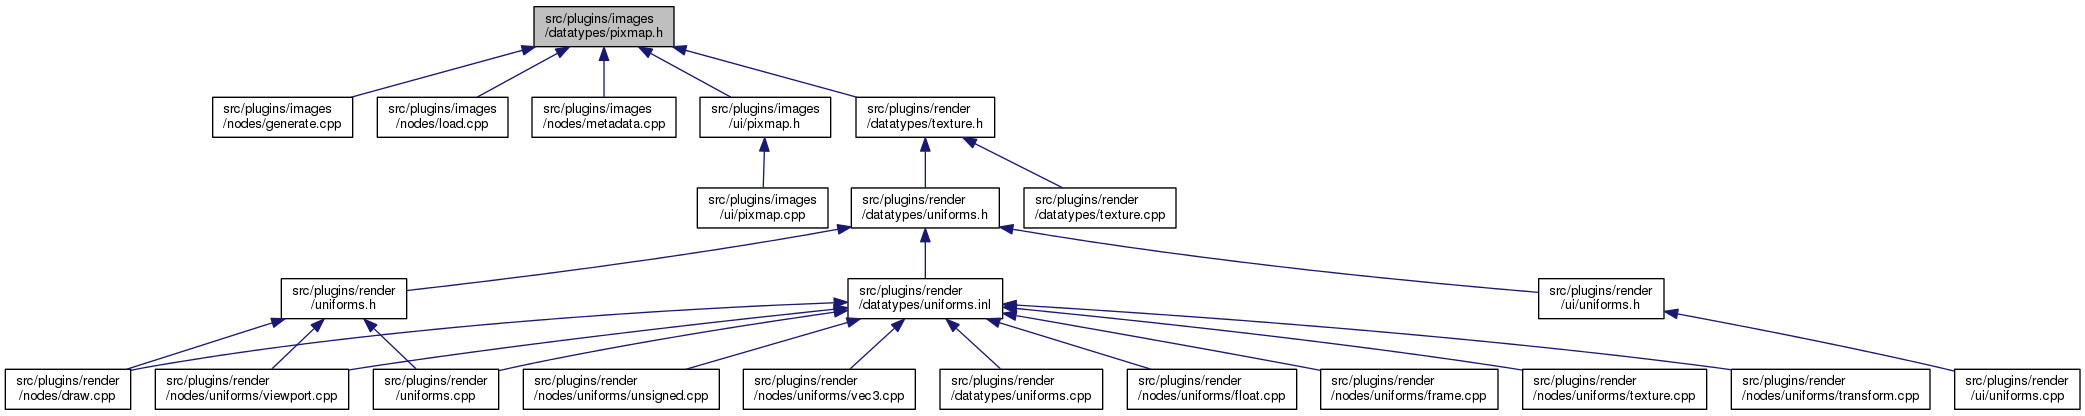 src/plugins/images
/datatypes/pixmap.h
src/plugins/images
/nodes/generate.cpp
src/plugins/images
/nodes/load.cpp
src/plugins/images
/nodes/metadata.cpp
src/plugins/images
/ui/pixmap.h
src/plugins/render
/datatypes/texture.h
src/plugins/images
/ui/pixmap.cpp
src/plugins/render
/datatypes/uniforms.h
src/plugins/render
/datatypes/texture.cpp
src/plugins/render
/uniforms.h
src/plugins/render
/datatypes/uniforms.inl
src/plugins/render
/ui/uniforms.h
src/plugins/render
/nodes/draw.cpp
src/plugins/render
/nodes/uniforms/viewport.cpp
src/plugins/render
/uniforms.cpp
src/plugins/render
/nodes/uniforms/unsigned.cpp
src/plugins/render
/nodes/uniforms/vec3.cpp
src/plugins/render
/datatypes/uniforms.cpp
src/plugins/render
/nodes/uniforms/float.cpp
src/plugins/render
/nodes/uniforms/frame.cpp
src/plugins/render
/nodes/uniforms/texture.cpp
src/plugins/render
/nodes/uniforms/transform.cpp
src/plugins/render
/ui/uniforms.cpp